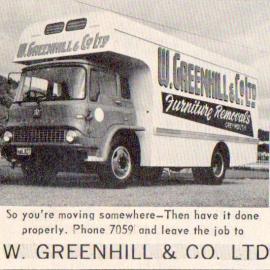 W. GREENHILL & CO LTD
W. GREENHILL & CO LTD
Furniture Removals
GREYMOUTH
So you're moving somewhere—Then have it done
properly. Phone 7059 and leave the job to
W. GREENHILL & CO. LTD